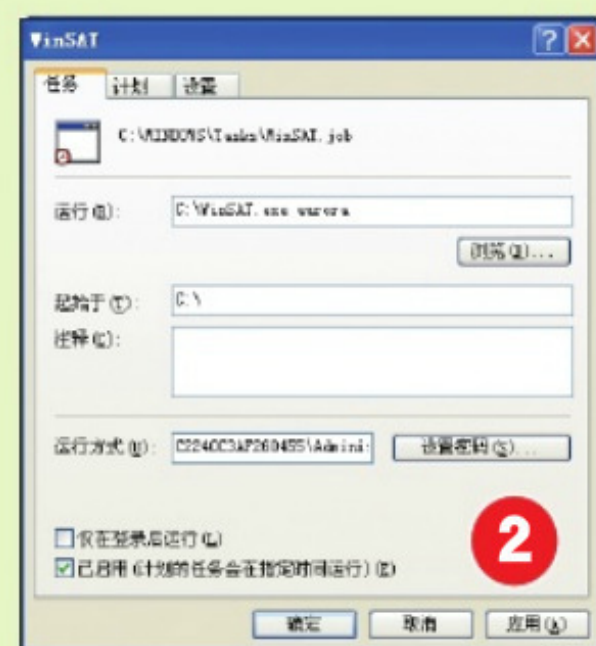 WinSAT
任务 计划 设置
C:\WINDOWS\Tasks\WinSAT.job
运行(R):
C:\WinSAT.exe aurora
浏览(B)...
起始于(T):
C:\
注释(C):
运行方式(U):
C2240C3AF260455\Admini:
设置密码(S)...
仅在登录后运行(L)
已启用(计划的任务会在指定时间运行)(E)
2
确定 取消 应用(A)